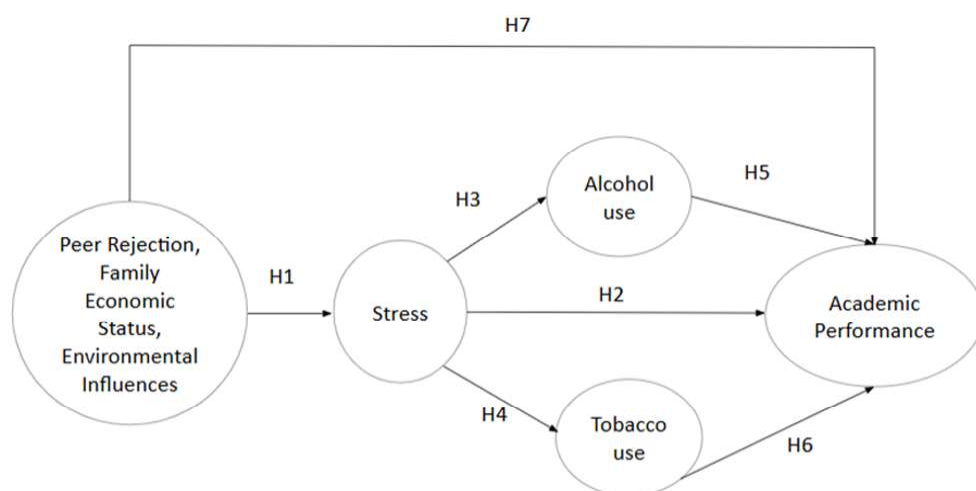 H7
Alcohol
use
H5
H3
Peer Rejection,
Family
Economic
Status,
Environmental
Influences
H1
Stress
H2
Academic
Performance
H4
Tobacco
use
H6